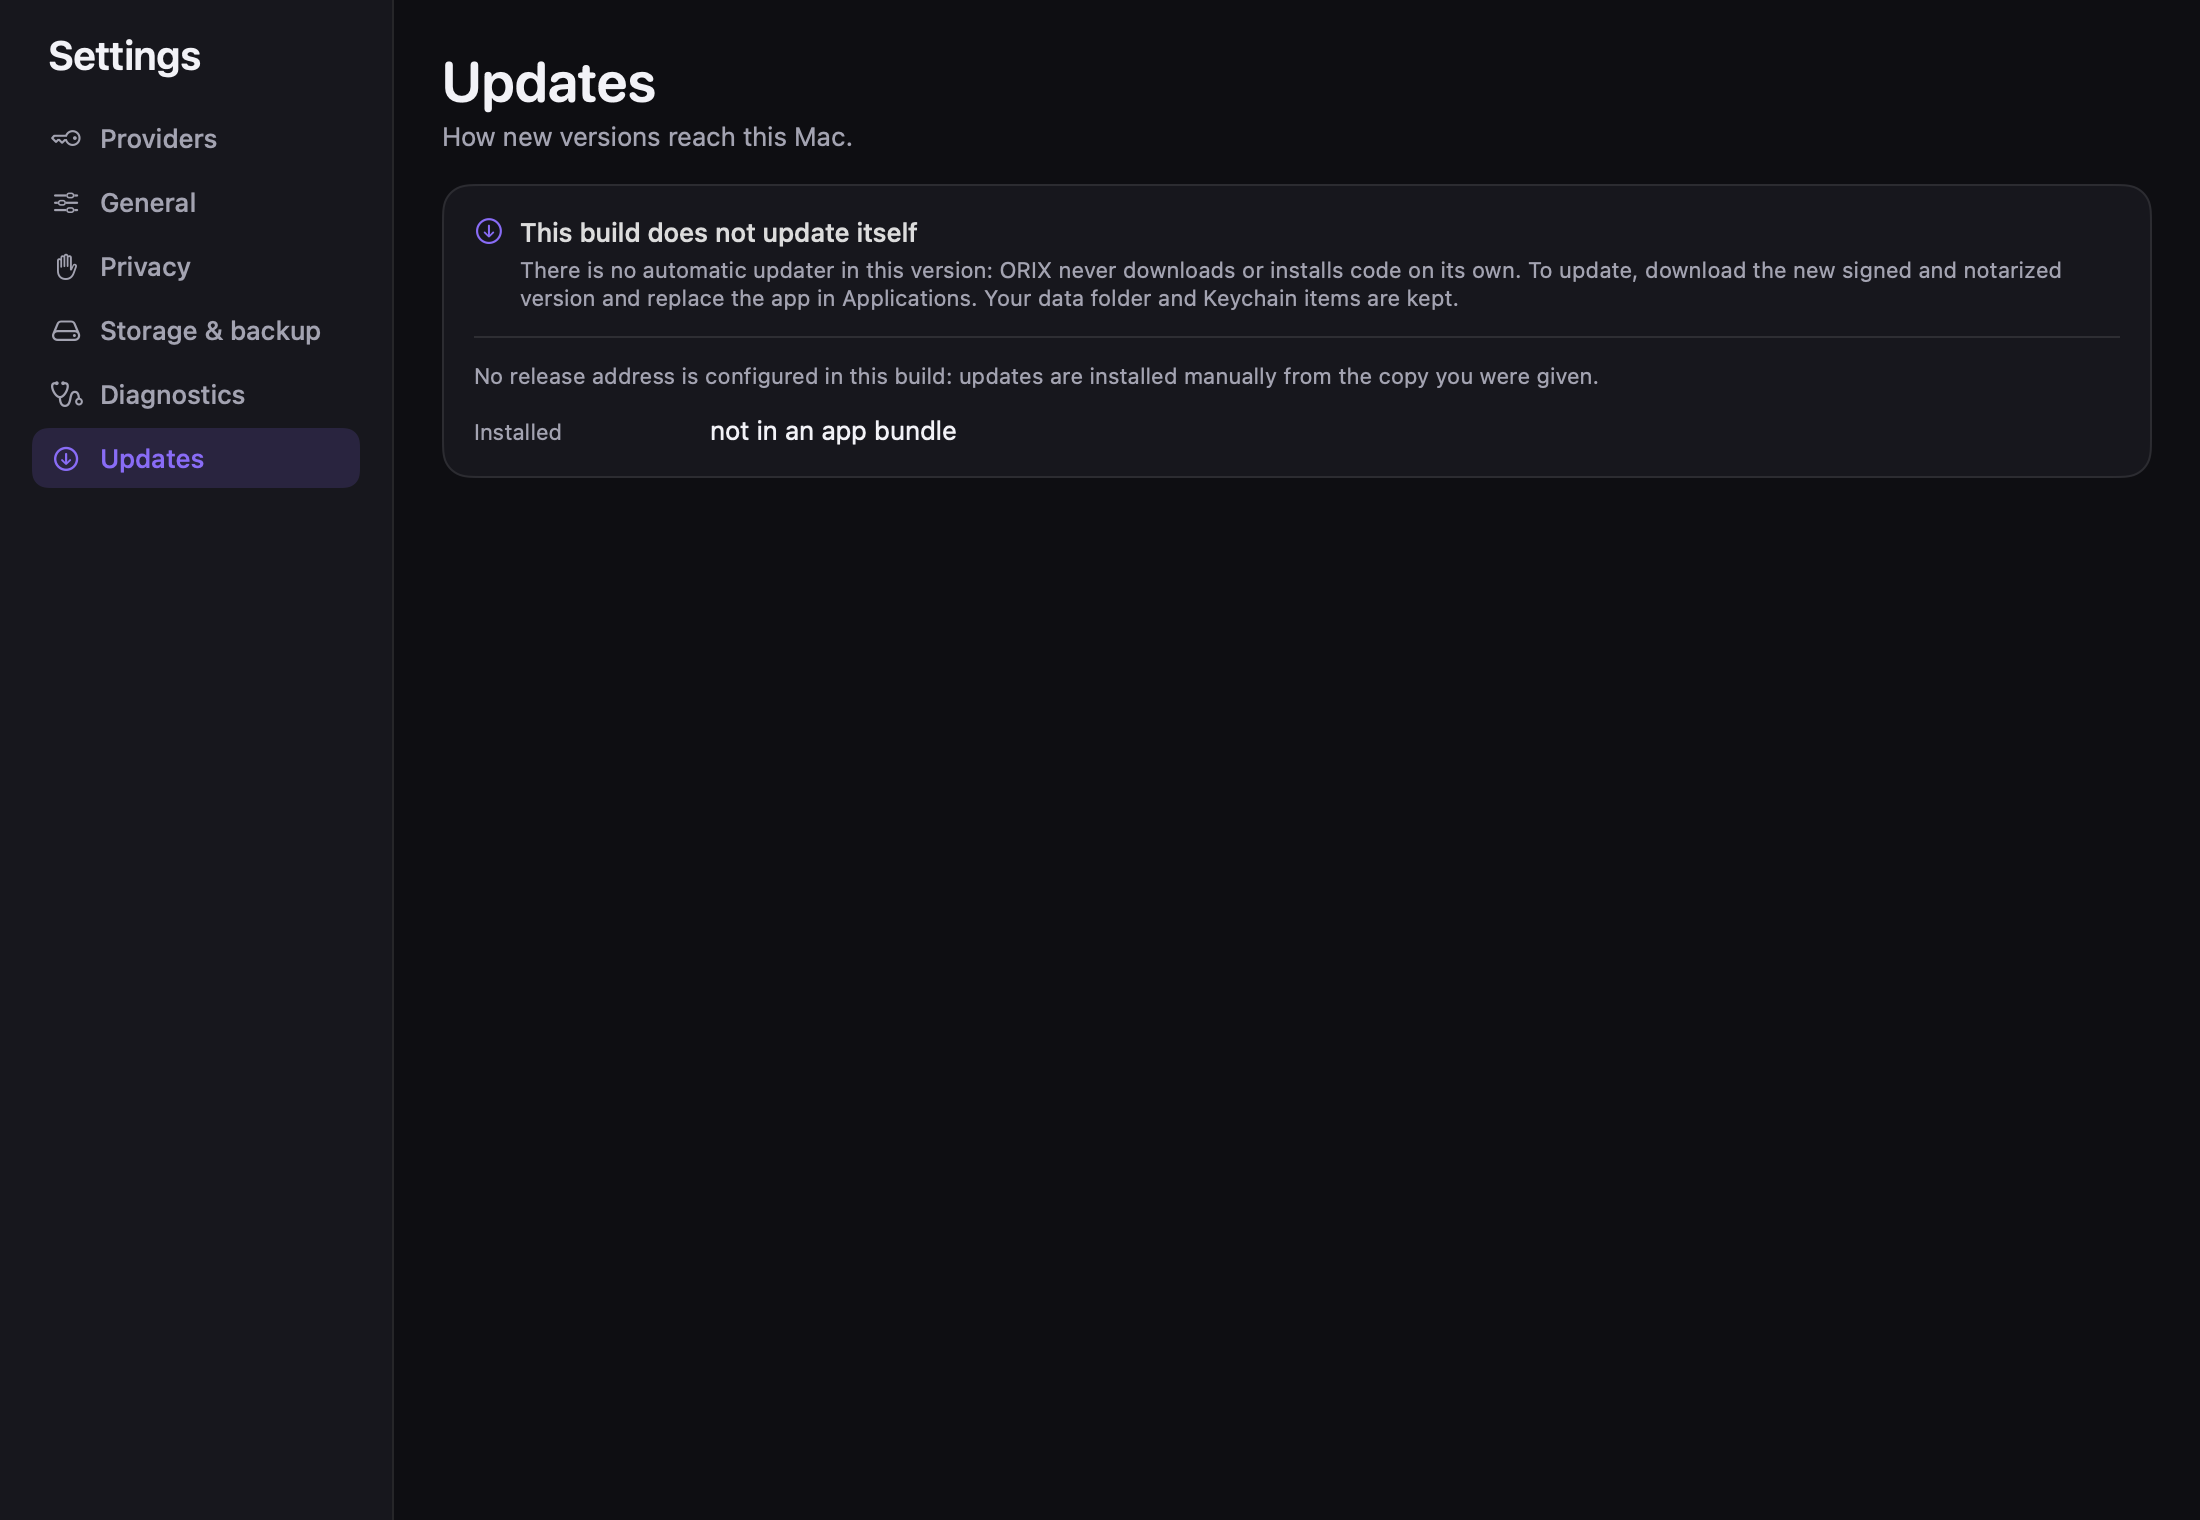 Settings
Providers
General
Privacy
Storage & backup
Diagnostics
Updates
Updates
How new versions reach this Mac.
This build does not update itself
There is no automatic updater in this version: ORIX never downloads or installs code on its own. To update, download the new signed and notarized
version and replace the app in Applications. Your data folder and Keychain items are kept.
No release address is configured in this build: updates are installed manually from the copy you were given.
Installed not in an app bundle